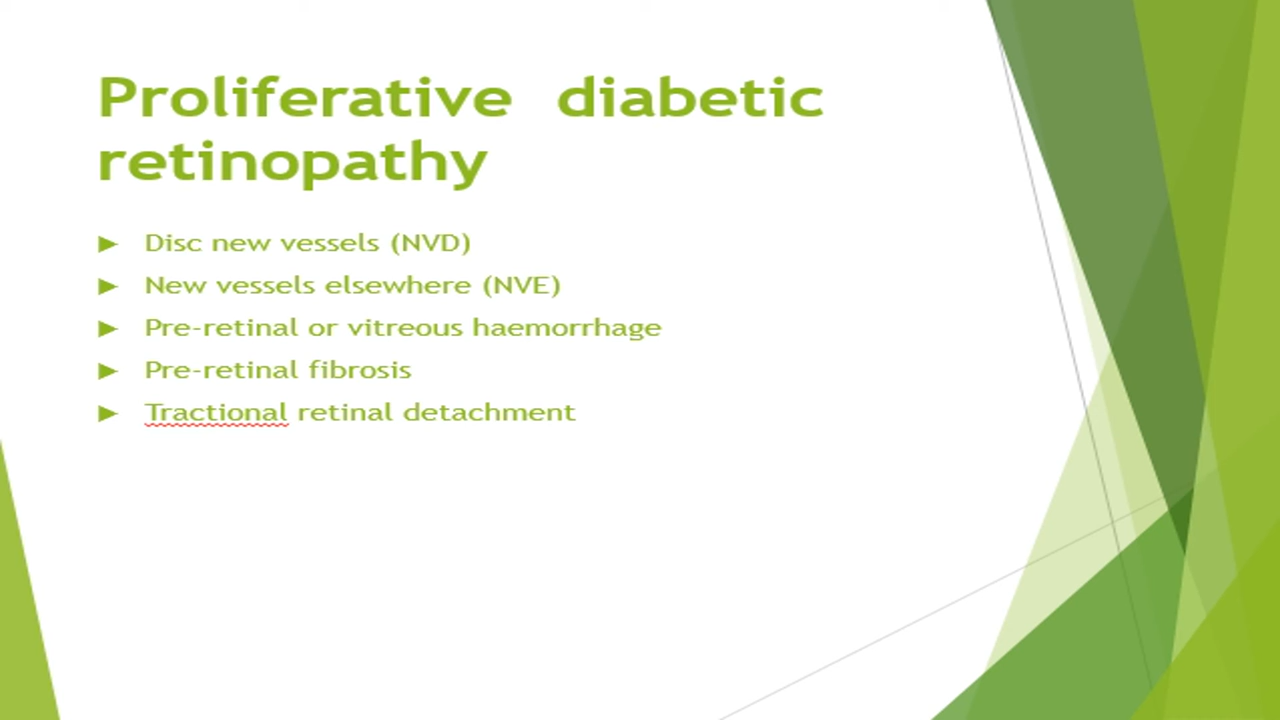 Proliferative diabetic
retinopathy
Disc new vessels (NVD)
New vessels elsewhere (NVE)
Pre-retinal or vitreous haemorrhage
Pre-retinal fibrosis
Tractional retinal detachment